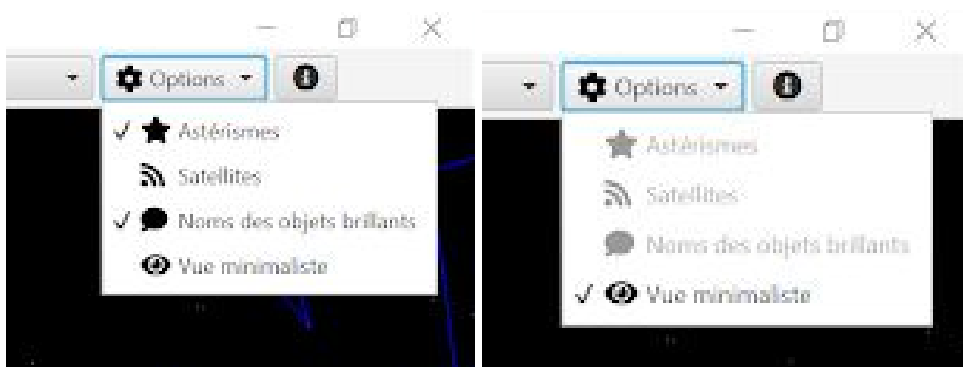 Options
Astérismes
Satellites
Noms des objets brillants
Vue minimaliste
Options
Astérismes
Satellites
Noms des objets brillants
Vue minimaliste